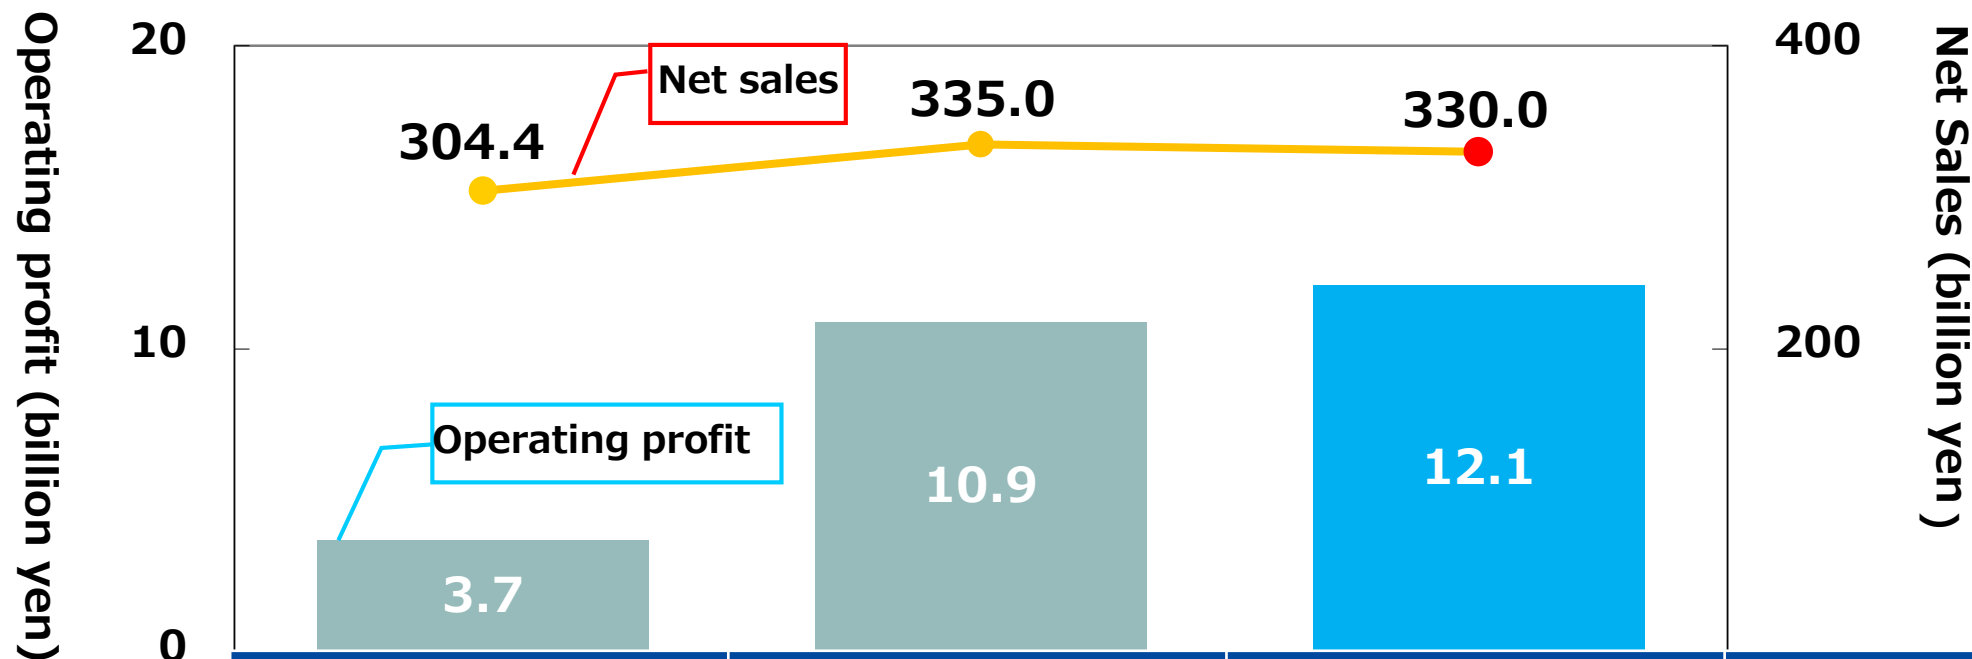 Operating profit (billion yen)
20
10
0
Net sales
304.4
335.0
330.0
Operating profit
3.7
10.9
12.1
400
200
Net Sales (billion yen )